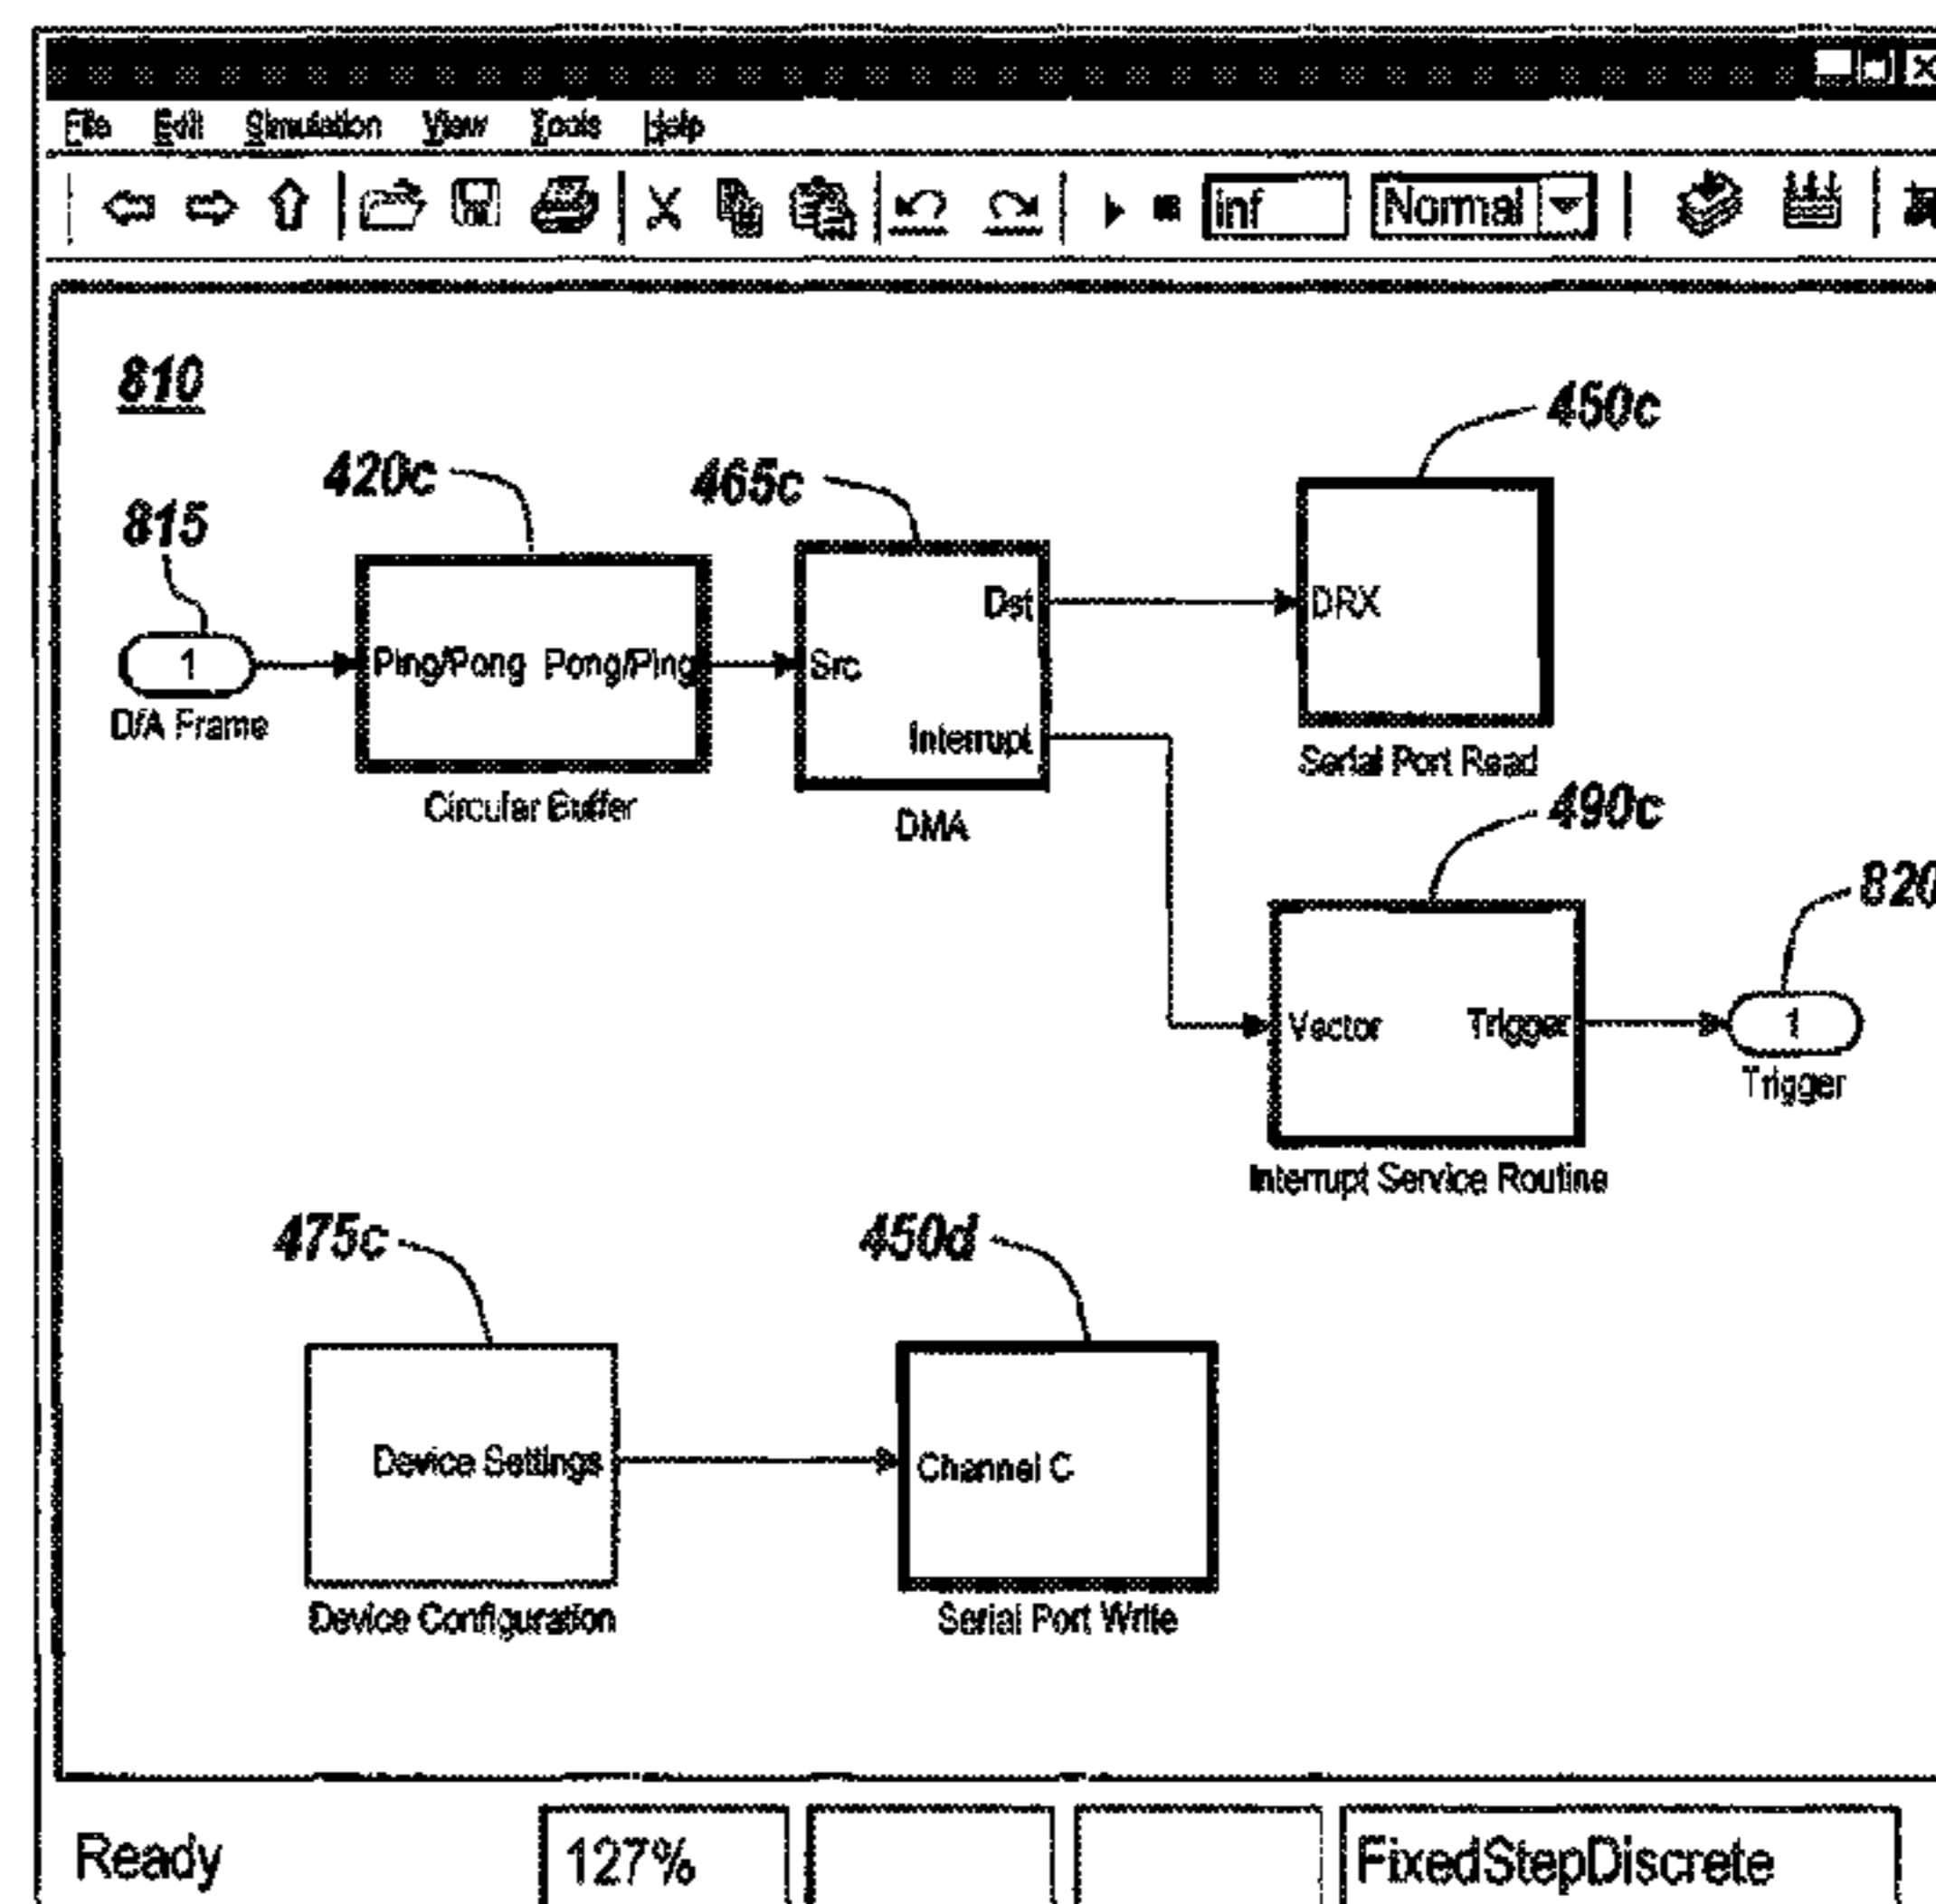 File Edit Simulation View Tools Help
inf Normal
810
450c
420c 465c
815
Dst DRX
1 Ping/Pong Pong/Ping Src
D/A Frame
Interrupt
Serial Port Read
Circular Buffer
490c
DMA
820
Vector Trigger 1
Trigger
Interrupt Service Routine
475c 450d
Device Settings Channel C
Device Configuration Serial Port Write
Ready 127% FixedStepDiscrete